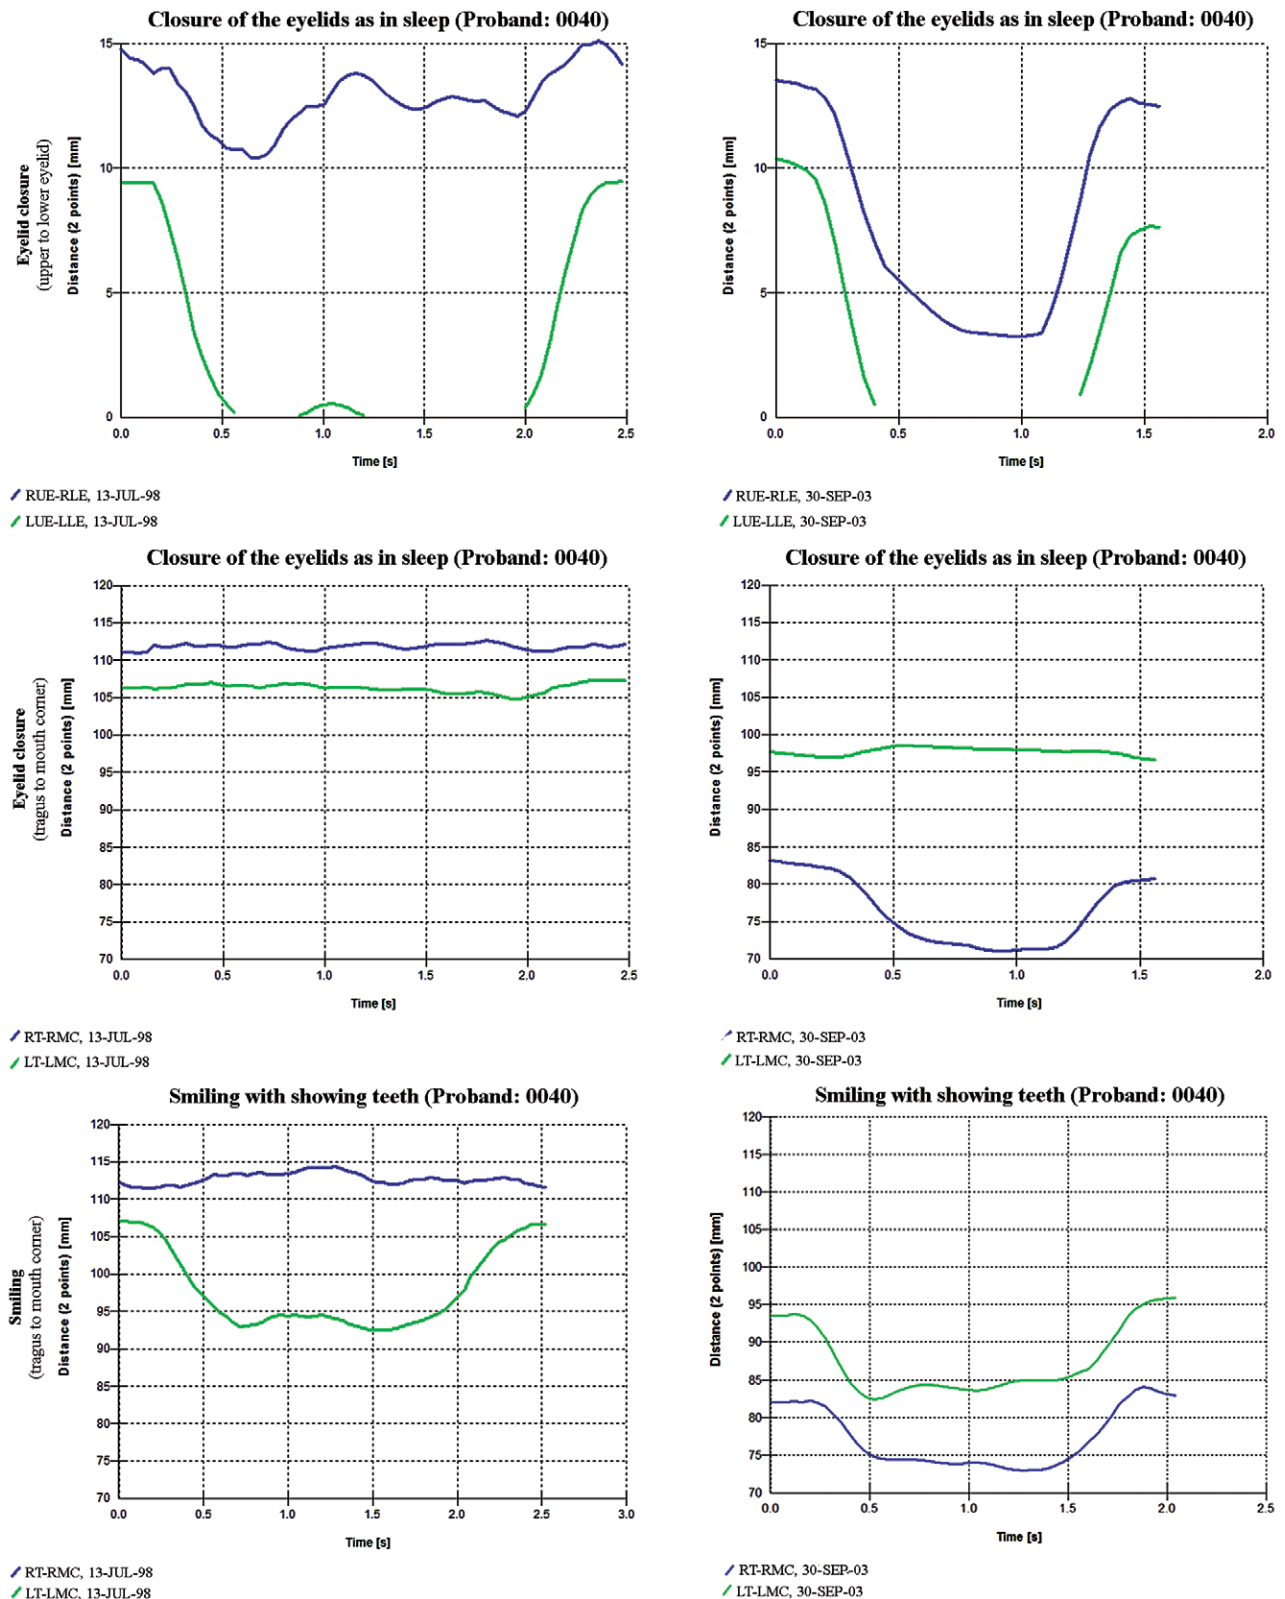 Closure of the eyelids as in sleep (Proband: 0040)
Eyelid closure
(upper to lower eyelid)
Distance (2 points) [mm]
15
10
5
0
0.0 0.5 1.0 1.5 2.0 2.5
Time [s]
RUE-RLE, 13-JUL-98
LUE-LLE, 13-JUL-98
Closure of the eyelids as in sleep (Proband: 0040)
Distance (2 points) [mm]
15
10
5
0
0.0 0.5 1.0 1.5 2.0
Time [s]
RUE-RLE, 30-SEP-03
LUE-LLE, 30-SEP-03
Closure of the eyelids as in sleep (Proband: 0040)
Eyelid closure
(tragus to mouth corner)
Distance (2 points) [mm]
120
115
110
105
100
95
90
85
80
75
70
0.0 0.5 1.0 1.5 2.0 2.5
Time [s]
RT-RMC, 13-JUL-98
LT-LMC, 13-JUL-98
Closure of the eyelids as in sleep (Proband: 0040)
Distance (2 points) [mm]
120
115
110
105
100
95
90
85
80
75
70
0.0 0.5 1.0 1.5 2.0
Time [s]
RT-RMC, 30-SEP-03
LT-LMC, 30-SEP-03
Smiling with showing teeth (Proband: 0040)
Smiling
(tragus to mouth corner)
Distance (2 points) [mm]
120
115
110
105
100
95
90
85
80
75
70
0.0 0.5 1.0 1.5 2.0 2.5 3.0
Time [s]
RT-RMC, 13-JUL-98
LT-LMC, 13-JUL-98
Smiling with showing teeth (Proband: 0040)
Distance (2 points) [mm]
120
115
110
105
100
95
90
85
80
75
70
0.0 0.5 1.0 1.5 2.0 2.5
Time [s]
RT-RMC, 30-SEP-03
LT-LMC, 30-SEP-03